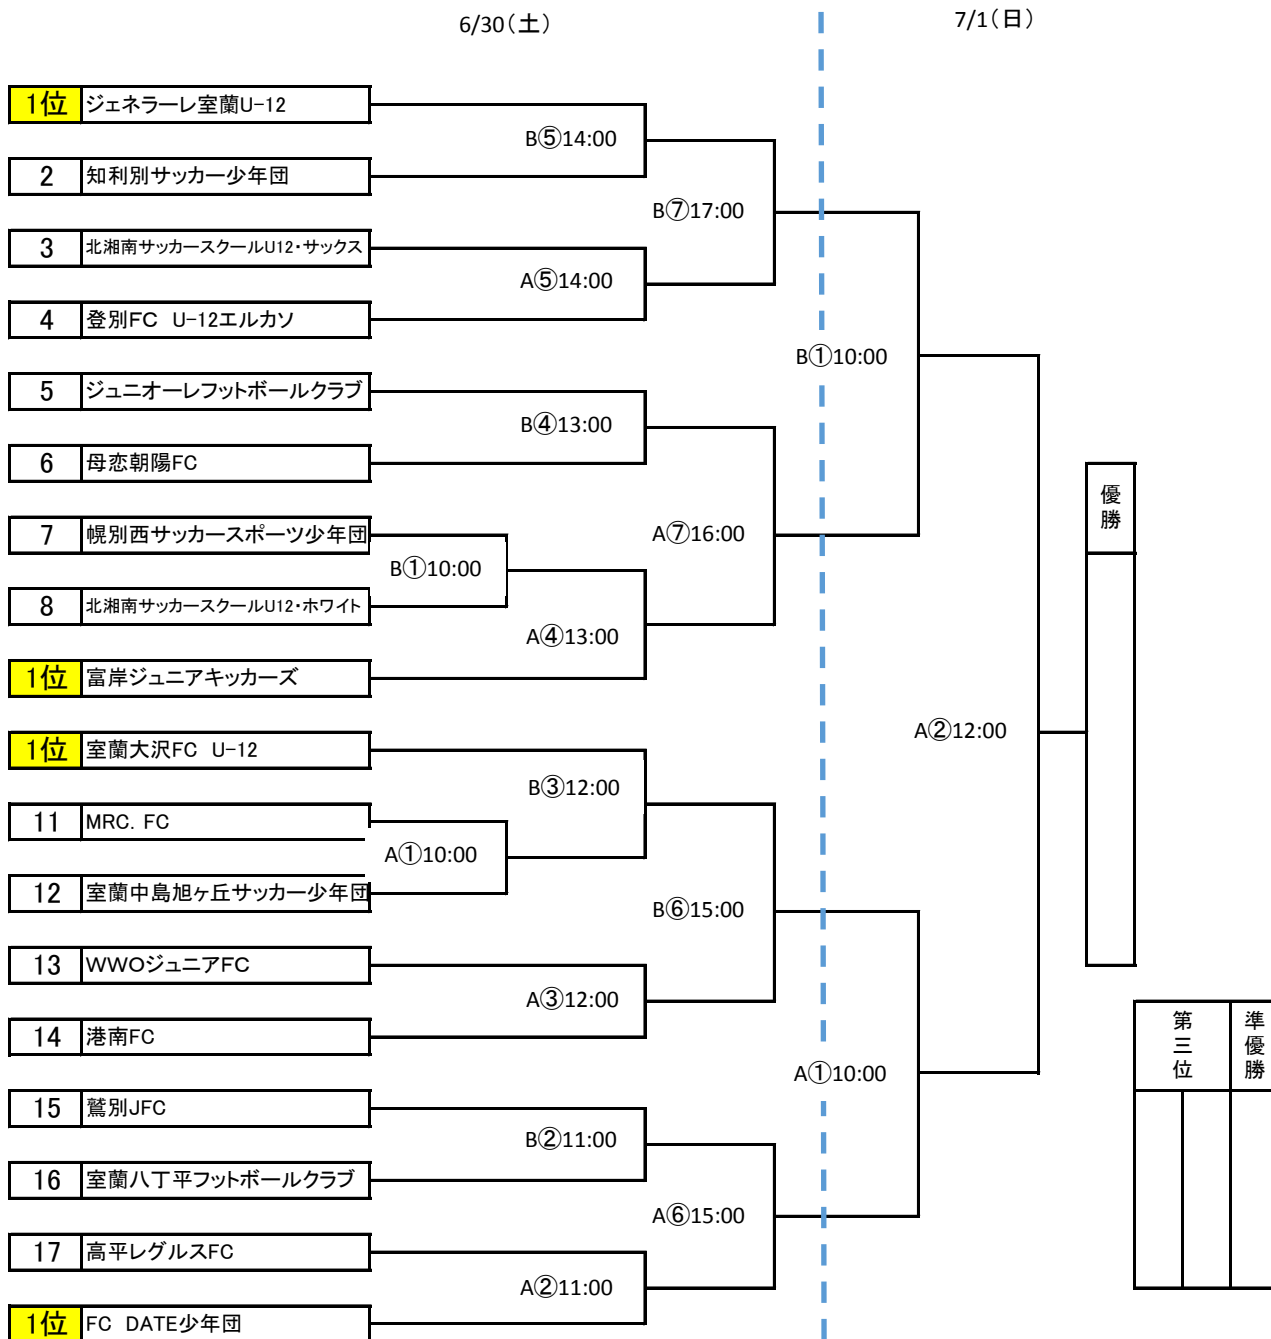 6/30(土)
7/1(日)
1位 ジェネラーレ室蘭U-12
B⑤14:00
2 知利別サッカー少年団
B⑦17:00
3 北湘南サッカースクールU12・サックス
A⑤14:00
4 登別FC U-12エルカソ
B①10:00
5 ジュニオーレフットボールクラブ
B④13:00
6 母恋朝陽FC
優勝
7 幌別西サッカースポーツ少年団
A⑦16:00
B①10:00
8 北湘南サッカースクールU12・ホワイト
A④13:00
1位 富岸ジュニアキッカーズ
A②12:00
1位 室蘭大沢FC U-12
B③12:00
11 MRC. FC
A①10:00
12 室蘭中島旭ヶ丘サッカー少年団
B⑥15:00
13 WWOジュニアFC
A③12:00
14 港南FC
第三位
準優勝
A①10:00
15 鷲別JFC
B②11:00
16 室蘭八丁平フットボールクラブ
A⑥15:00
17 高平レグルスFC
A②11:00
1位 FC DATE少年団